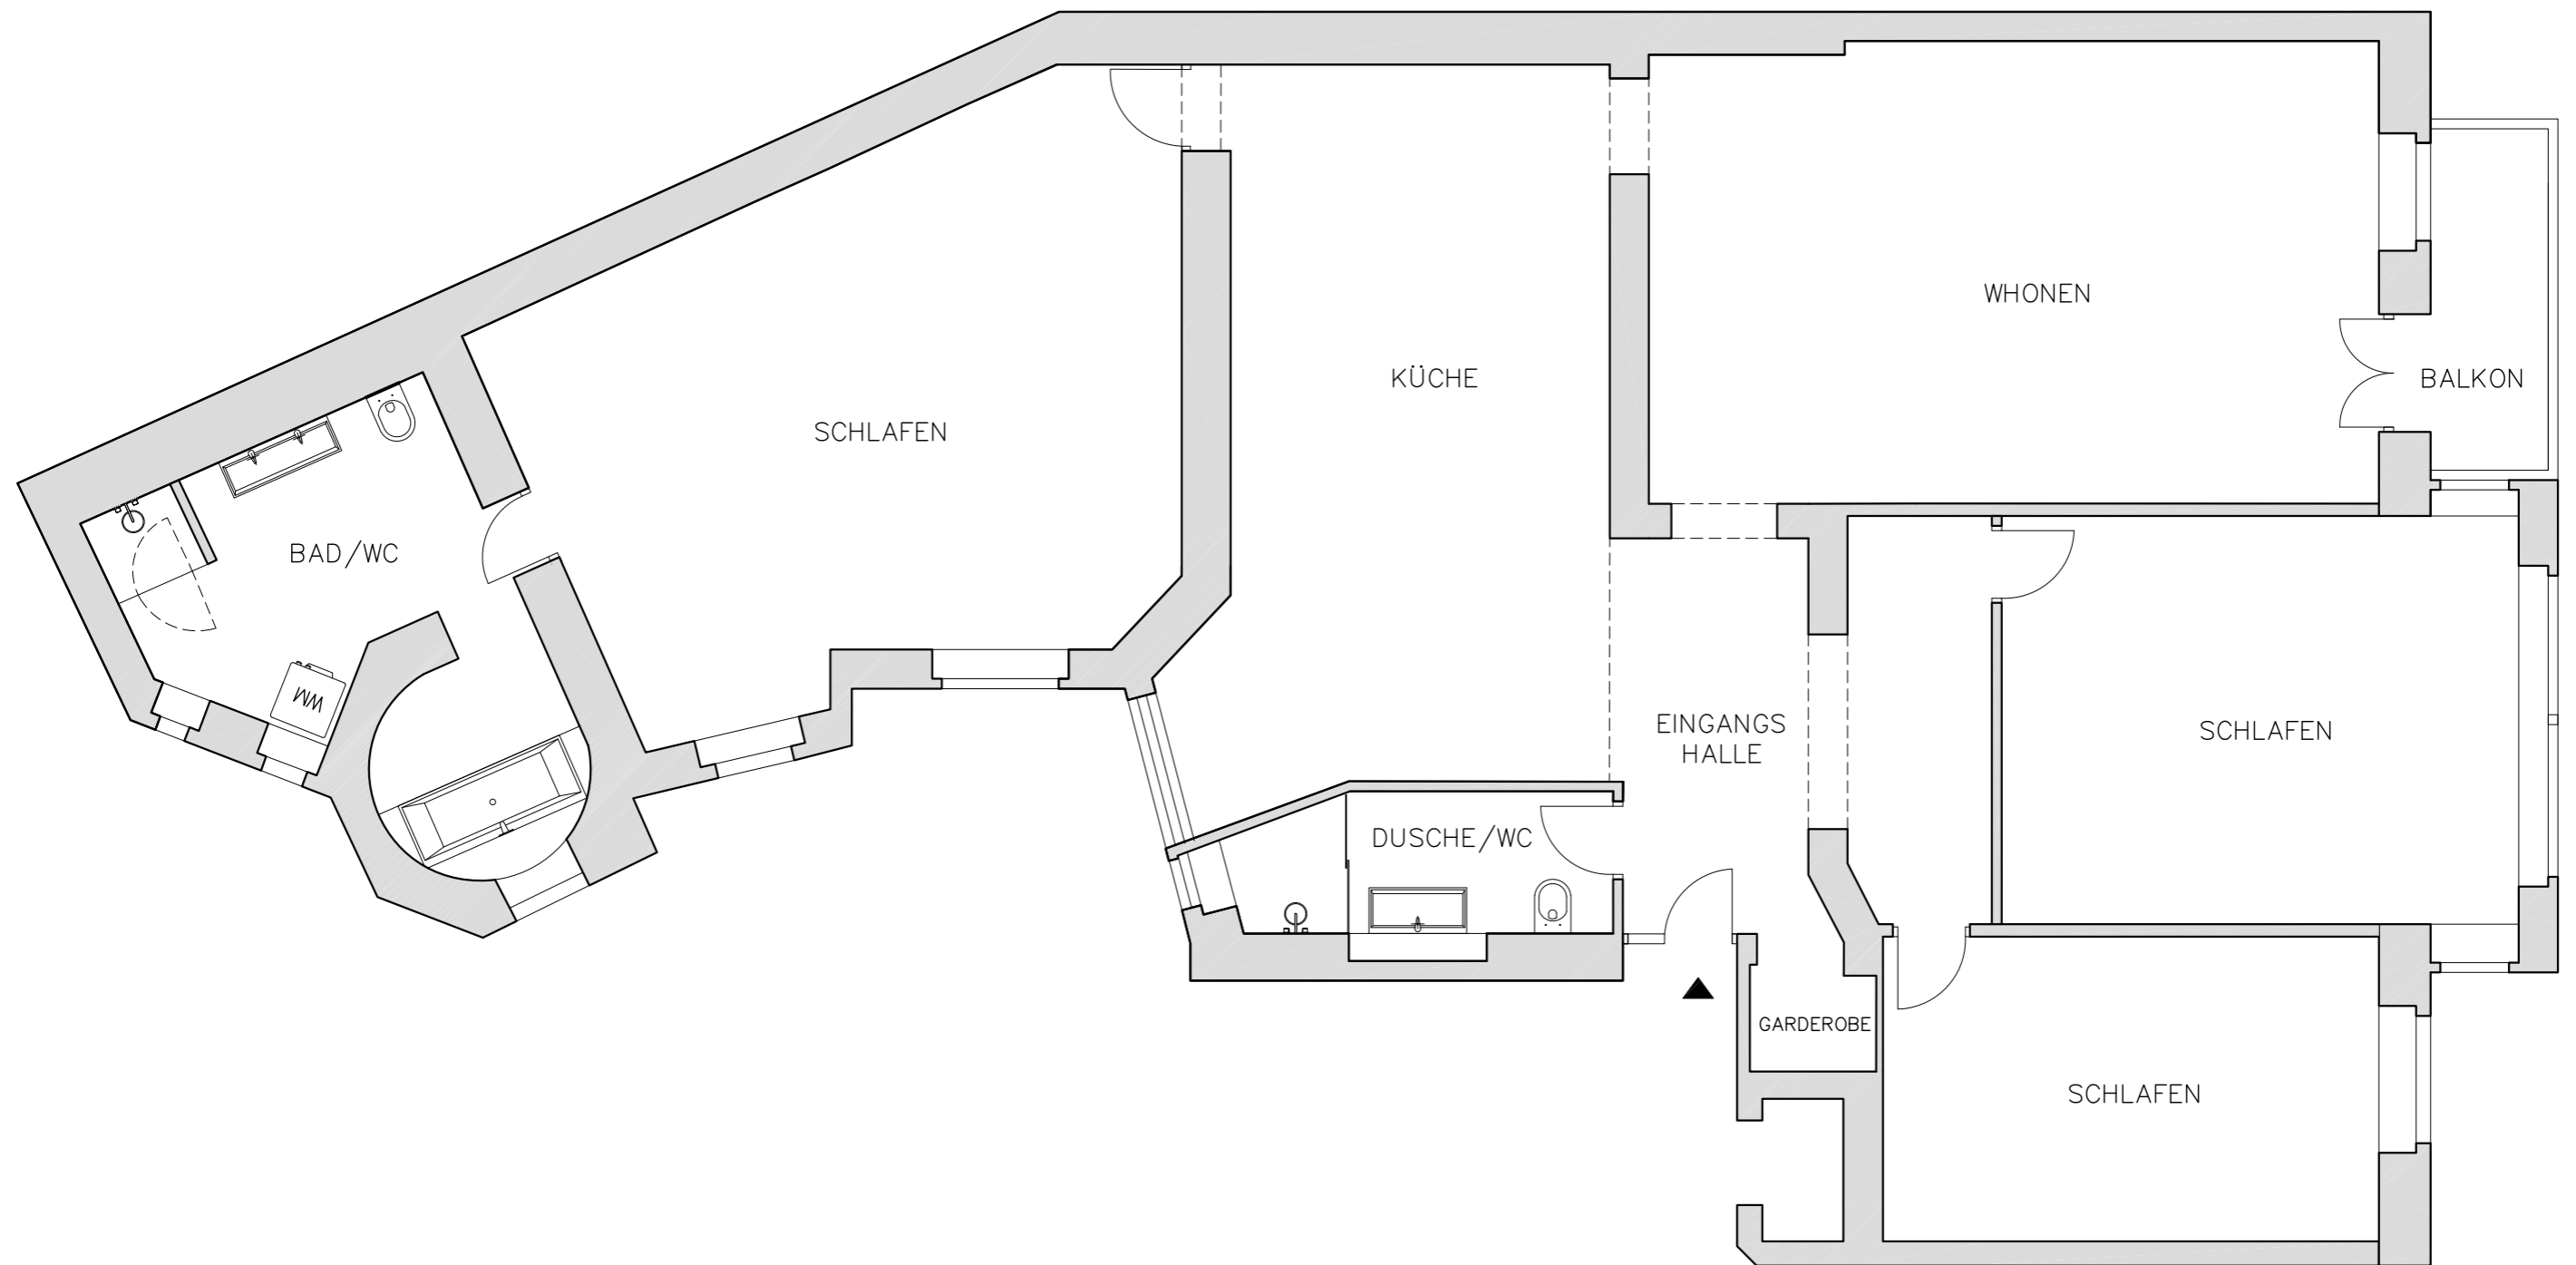 WHONEN
BALKON
KÜCHE
SCHLAFEN
BAD/WC
WM
EINGANGS
HALLE
SCHLAFEN
DUSCHE/WC
GARDEROBE
SCHLAFEN